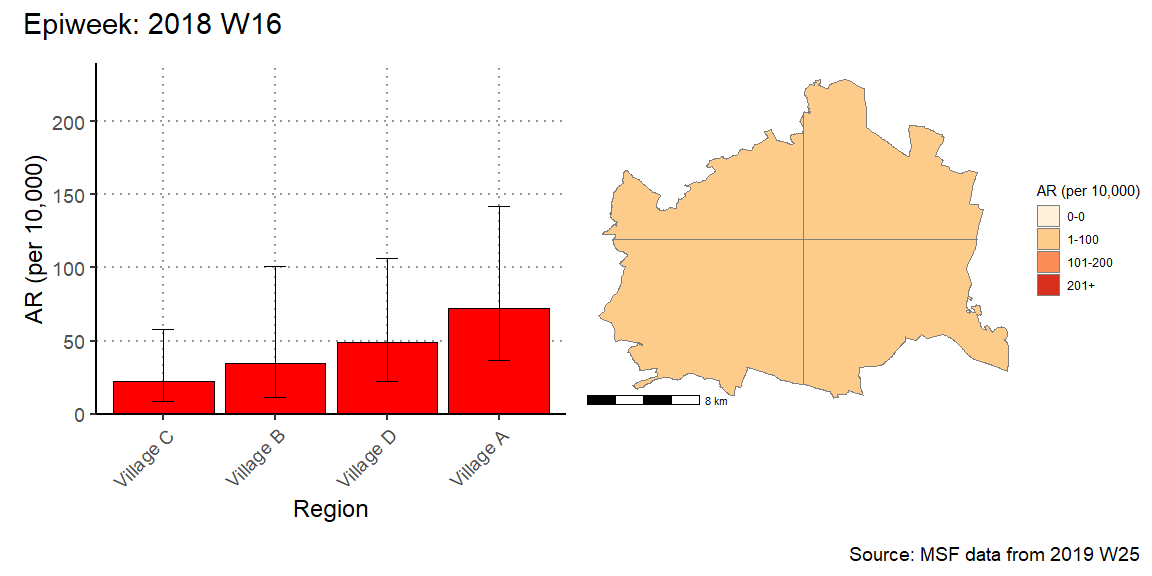 Epiweek: 2018 W16
AR (per 10,000)
200
150
100
50
0
Village C
Village B
Village D
Village A
Region
AR (per 10,000)
0-0
1-100
101-200
201+
8 km
Source: MSF data from 2019 W25